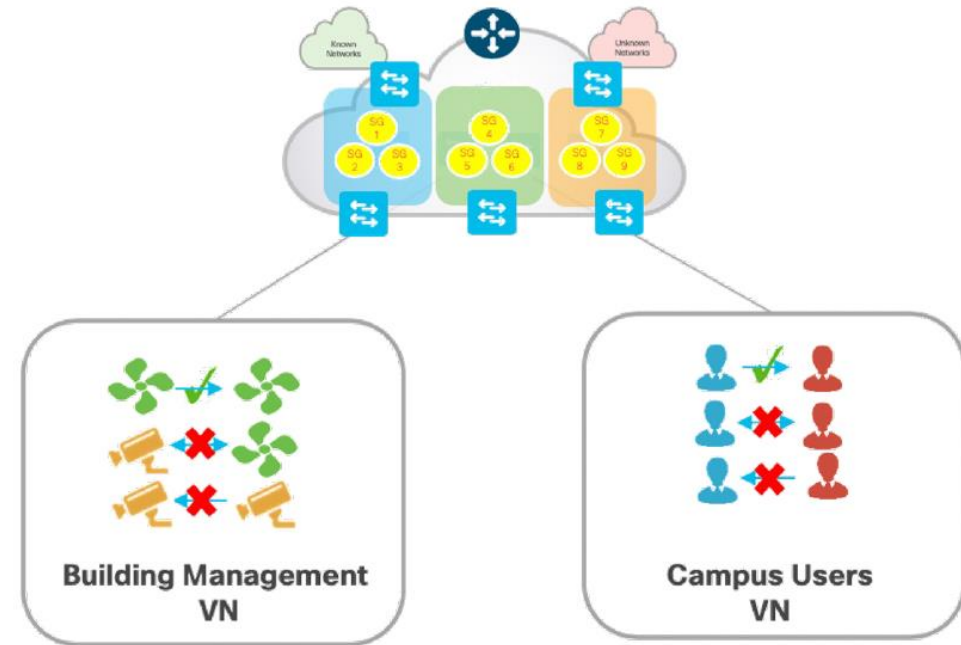 Known
Networks
Unknown
Networks
SG
1
SG
2
SG
3
SG
4
SG
5
SG
6
SG
7
SG
8
SG
9
Building Management
VN
Campus Users
VN